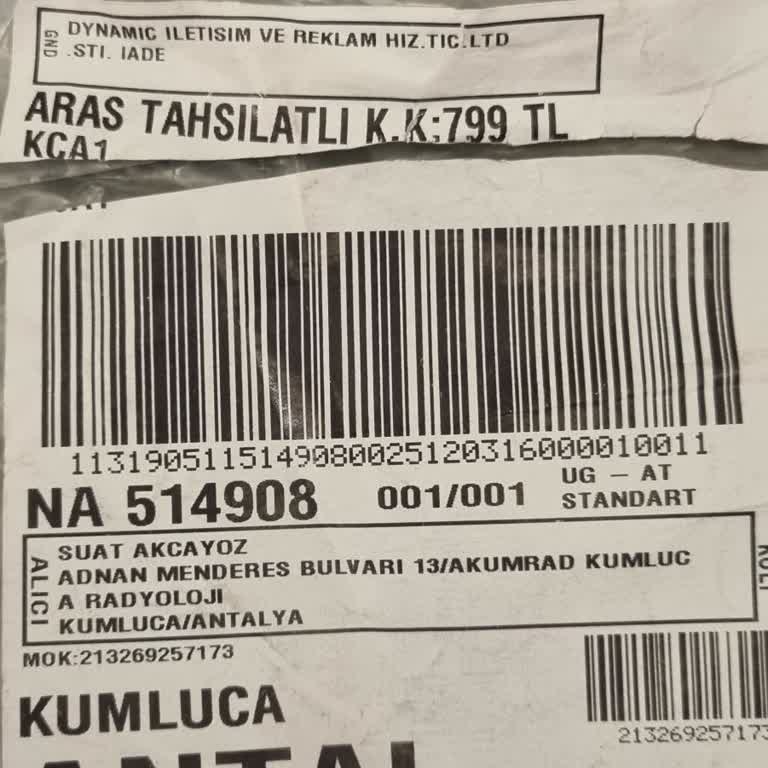 GND
DYNAMIC ILETISIM VE REKLAM HIZ.TIC.LTD
.STI. IADE
ARAS TAHSILATLI K.K:799 TL
KCA1
1131905115149080025120316000010011
NA 514908 001/001 UG – AT
STANDART
ALICI
SUAT AKCAYOZ
ADNAN MENDERES BULVARI 13/AKUMRAD KUMLUC
A RADYOLOJI
KUMLUCA/ANTALYA
KOLI
MOK:213269257173
213269257173
KUMLUCA